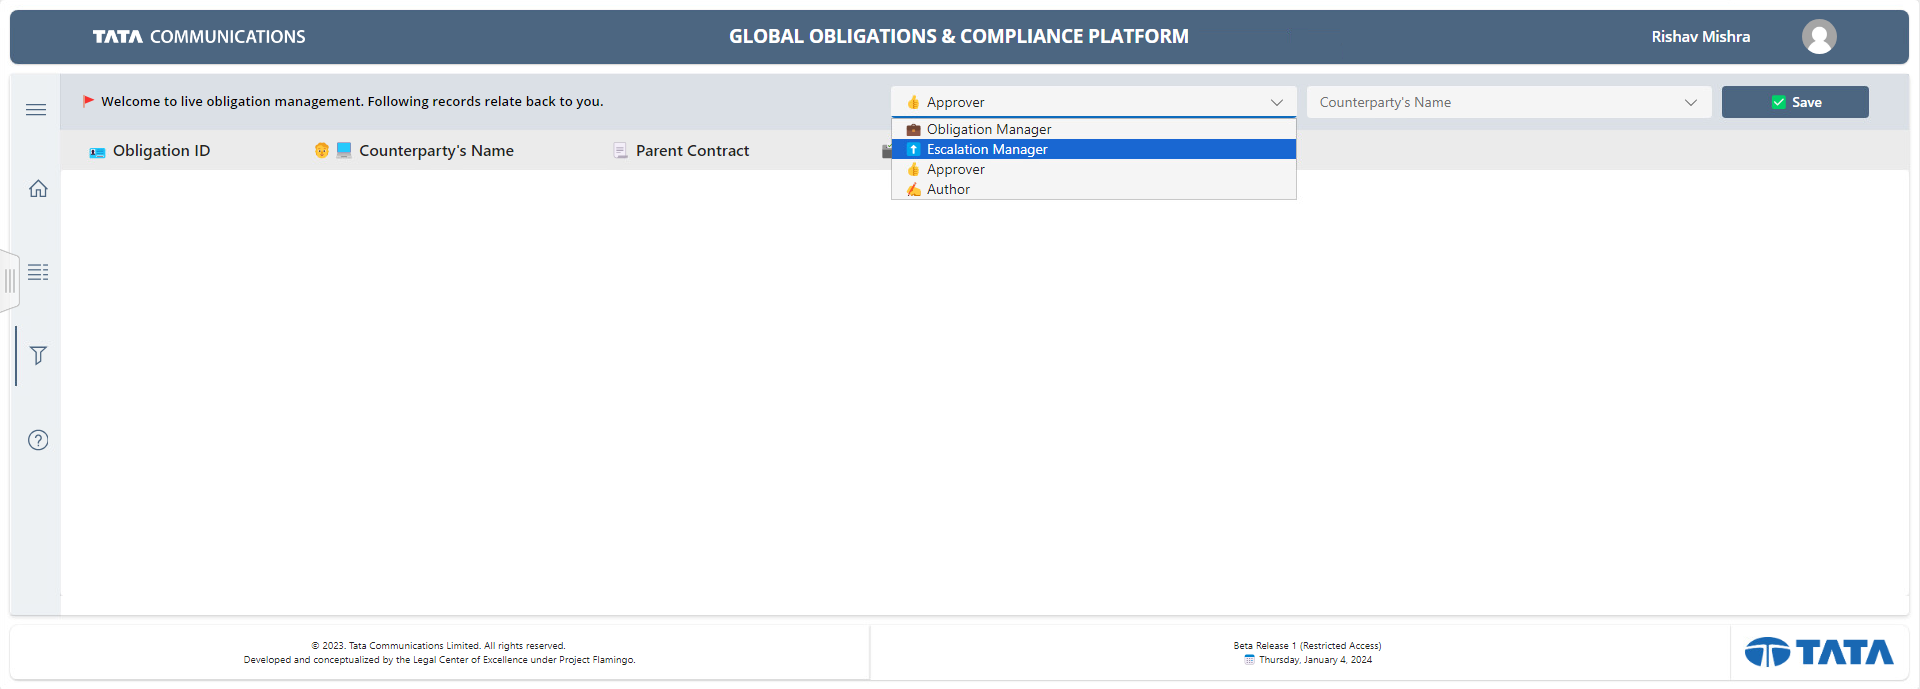 TATA COMMUNICATIONS
GLOBAL OBLIGATIONS & COMPLIANCE PLATFORM
Rishav Mishra
Welcome to live obligation management. Following records relate back to you.
Approver
Counterparty's Name
Save
Obligation Manager
Escalation Manager
Approver
Author
Obligation ID
Counterparty's Name
Parent Contract
© 2023. Tata Communications Limited. All rights reserved.
Developed and conceptualized by the Legal Center of Excellence under Project Flamingo.
Beta Release 1 (Restricted Access)
Thursday, January 4, 2024
TATA